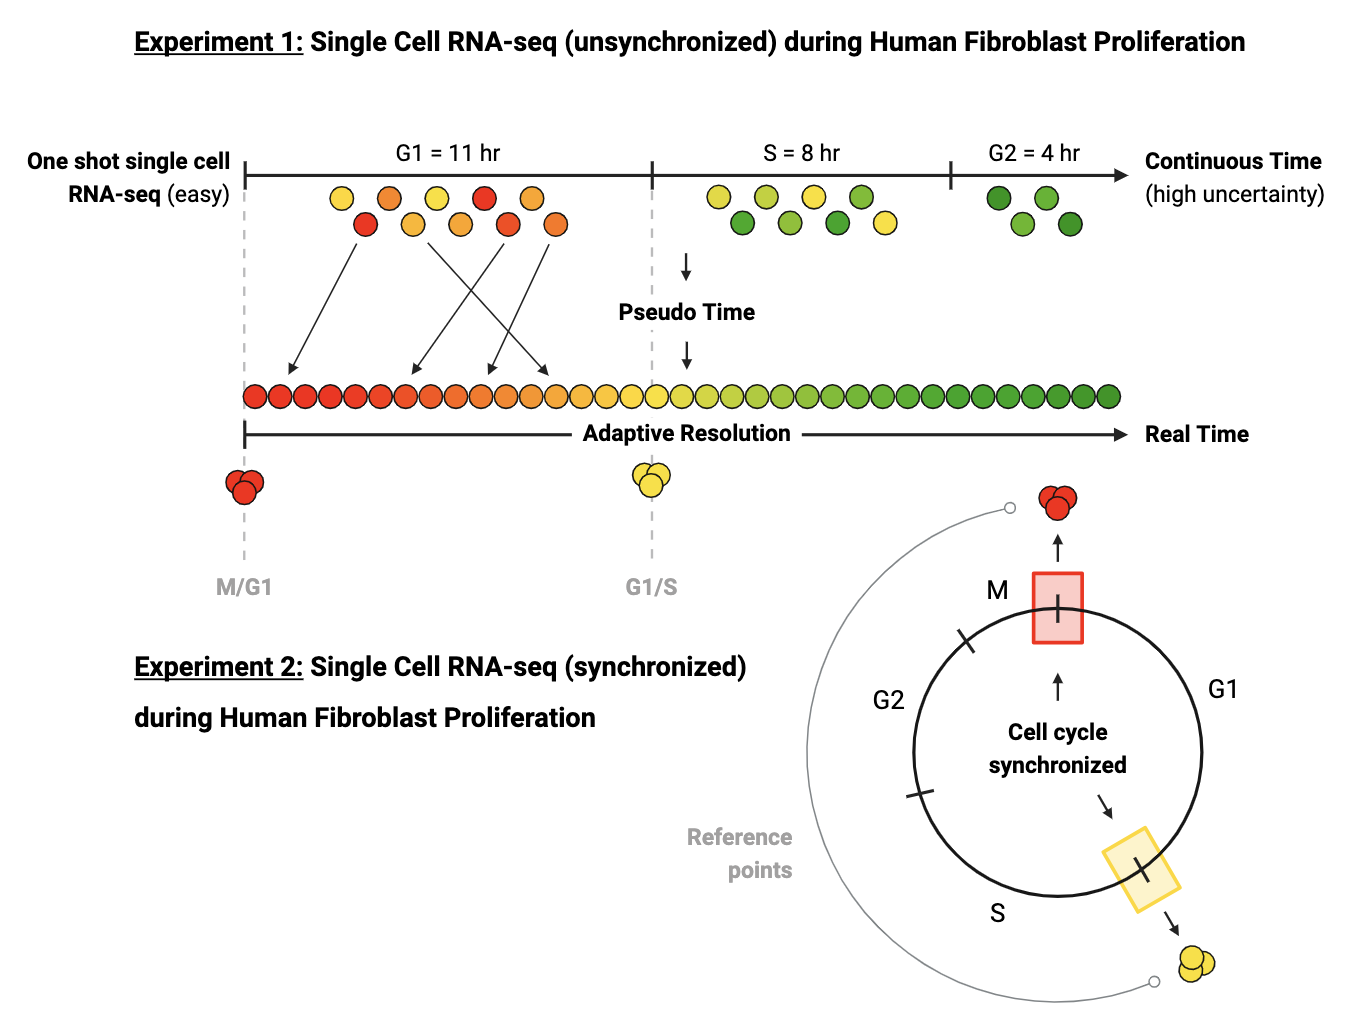 Experiment 1: Single Cell RNA-seq (unsynchronized) during Human Fibroblast Proliferation
One shot single cell
RNA-seq (easy)
G1 = 11 hr
S = 8 hr
G2 = 4 hr
Continuous Time
(high uncertainty)
Pseudo Time
Adaptive Resolution
Real Time
M/G1
G1/S
Experiment 2: Single Cell RNA-seq (synchronized)
during Human Fibroblast Proliferation
M
G1
G2
Cell cycle
synchronized
Reference
points
S